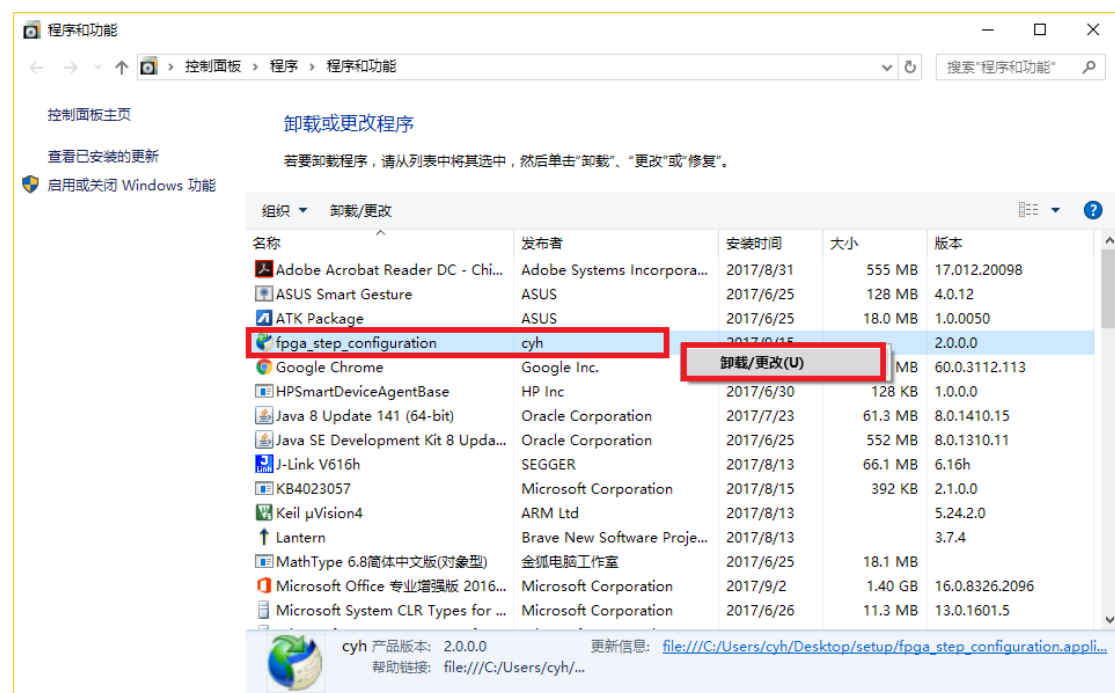 程序和功能
控制面板 › 程序 › 程序和功能
搜索"程序和功能"
控制面板主页
查看已安装的更新
启用或关闭 Windows 功能
卸载或更改程序
若要卸载程序，请从列表中将其选中，然后单击“卸载”、“更改”或“修复”。
组织 卸载/更改
名称 发布者 安装时间 大小 版本
Adobe Acrobat Reader DC - Chi... Adobe Systems Incorpora... 2017/8/31 555 MB 17.012.20098
ASUS Smart Gesture ASUS 2017/6/25 128 MB 4.0.12
ATK Package ASUS 2017/6/25 18.0 MB 1.0.0050
fpga_step_configuration cyh 2017/9/15 2.0.0.0
卸载/更改(U)
Google Chrome Google Inc. MB 60.0.3112.113
HPSmartDeviceAgentBase HP Inc 2017/6/30 128 KB 1.0.0.0
Java 8 Update 141 (64-bit) Oracle Corporation 2017/7/23 61.3 MB 8.0.1410.15
Java SE Development Kit 8 Upda... Oracle Corporation 2017/6/25 552 MB 8.0.1310.11
J-Link V616h SEGGER 2017/8/13 66.1 MB 6.16h
KB4023057 Microsoft Corporation 2017/8/15 392 KB 2.1.0.0
Keil μVision4 ARM Ltd 2017/8/13 5.24.2.0
Lantern Brave New Software Proje... 2017/8/13 3.7.4
MathType 6.8简体中文版(对象型) 金狐电脑工作室 2017/6/25 18.1 MB
Microsoft Office 专业增强版 2016... Microsoft Corporation 2017/9/2 1.40 GB 16.0.8326.2096
Microsoft System CLR Types for ... Microsoft Corporation 2017/6/26 11.3 MB 13.0.1601.5
cyh 产品版本: 2.0.0.0 更新信息: file:///C:/Users/cyh/Desktop/setup/fpga_step_configuration.appli...
帮助链接: file:///C:/Users/cyh/...